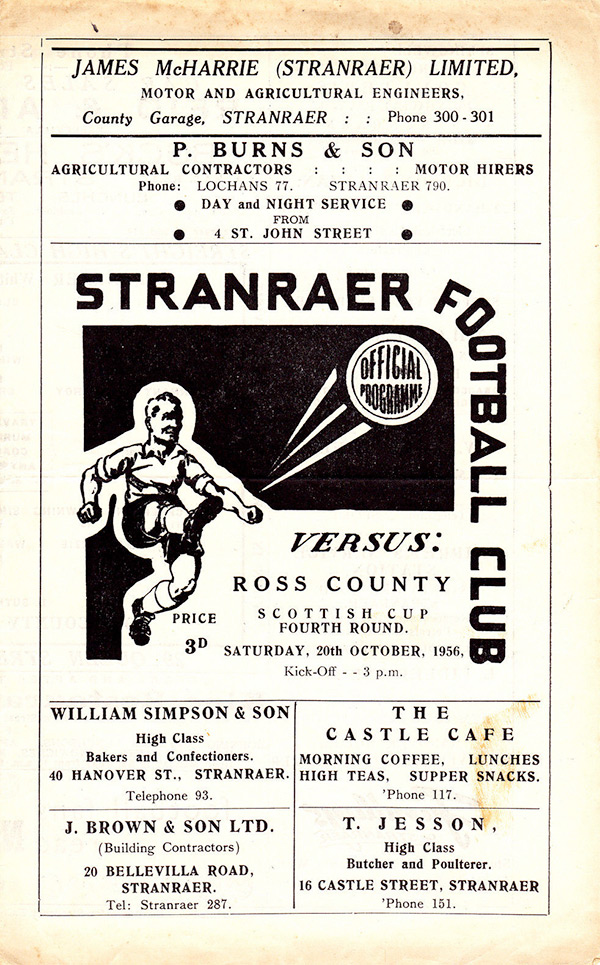 JAMES McHARRIE (STRANRAER) LIMITED,
MOTOR AND AGRICULTURAL ENGINEERS,
County Garage, STRANRAER : : Phone 300-301
P. BURNS & SON
AGRICULTURAL CONTRACTORS : : : : MOTOR HIRERS
Phone: LOCHANS 77. STRANRAER 790.
● DAY and NIGHT SERVICE ●
FROM
● 4 ST. JOHN STREET ●
STRANRAER FOOTBALL CLUB
OFFICIAL
PROGRAMME
VERSUS:
ROSS COUNTY
SCOTTISH CUP
FOURTH ROUND.
PRICE
3D
SATURDAY, 20th OCTOBER, 1956,
Kick-Off - - 3 p.m.
WILLIAM SIMPSON & SON
High Class
Bakers and Confectioners.
40 HANOVER ST., STRANRAER.
Telephone 93.
THE
CASTLE CAFE
MORNING COFFEE, LUNCHES
HIGH TEAS, SUPPER SNACKS.
'Phone 117.
J. BROWN & SON LTD.
(Building Contractors)
20 BELLEVILLA ROAD,
STRANRAER.
Tel: Stranraer 287.
T. JESSON,
High Class
Butcher and Poulterer.
16 CASTLE STREET, STRANRAER
'Phone 151.